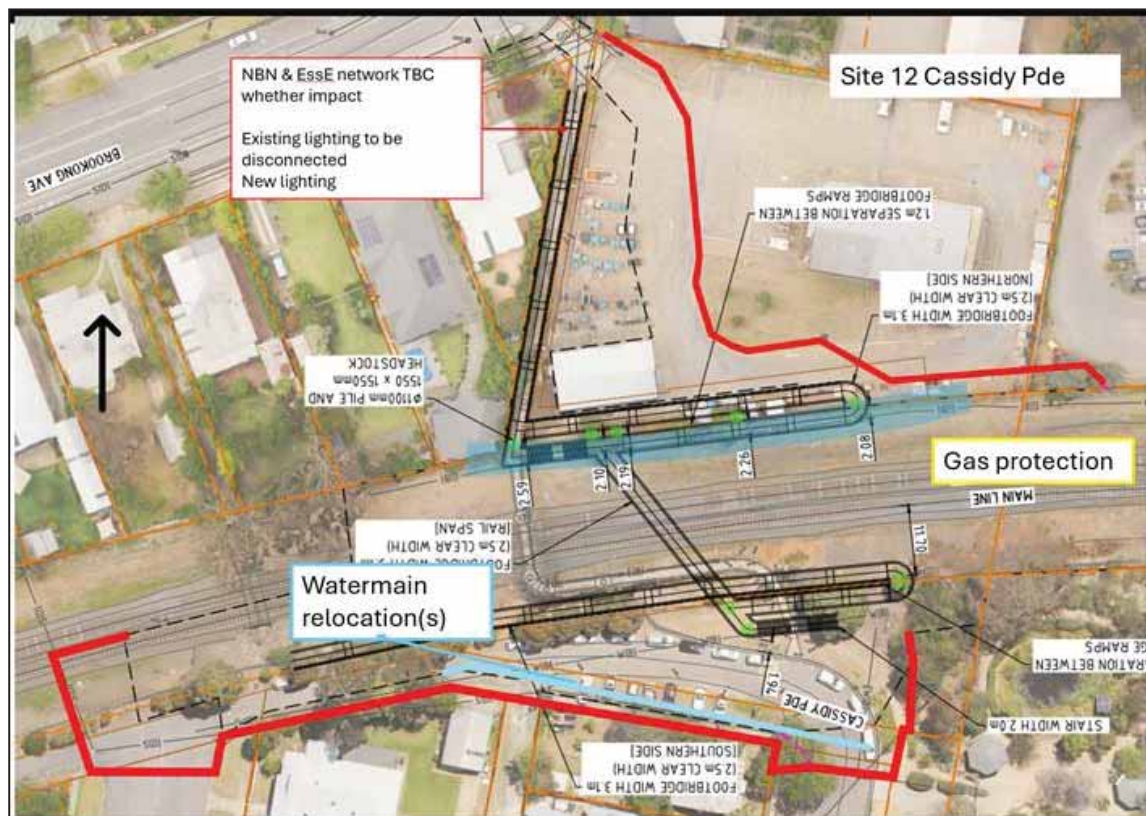 NBN & EssE network TBC
whether impact
Existing lighting to be
disconnected
New lighting
Site 12 Cassidy Pde
BROOKONG AVE
1.2m SEPARATION BETWEEN
FOOTBRIDGE RAMPS
FOOTBRIDGE WIDTH 3.1m
(2.5m CLEAR WIDTH)
[NORTHERN SIDE]
Ø1100mm PILE AND
1550 x 1550mm
HEADSTOCK
2.59
2.10
2.19
2.26
2.08
Gas protection
MAIN LINE
11.70
(2.5m CLEAR WIDTH)
[RAIL SPAN]
Watermain
relocation(s)
1.94
CASSIDY PDE
STAIR WIDTH 2.0m
FOOTBRIDGE WIDTH 3.1m
(2.5m CLEAR WIDTH)
[SOUTHERN SIDE]